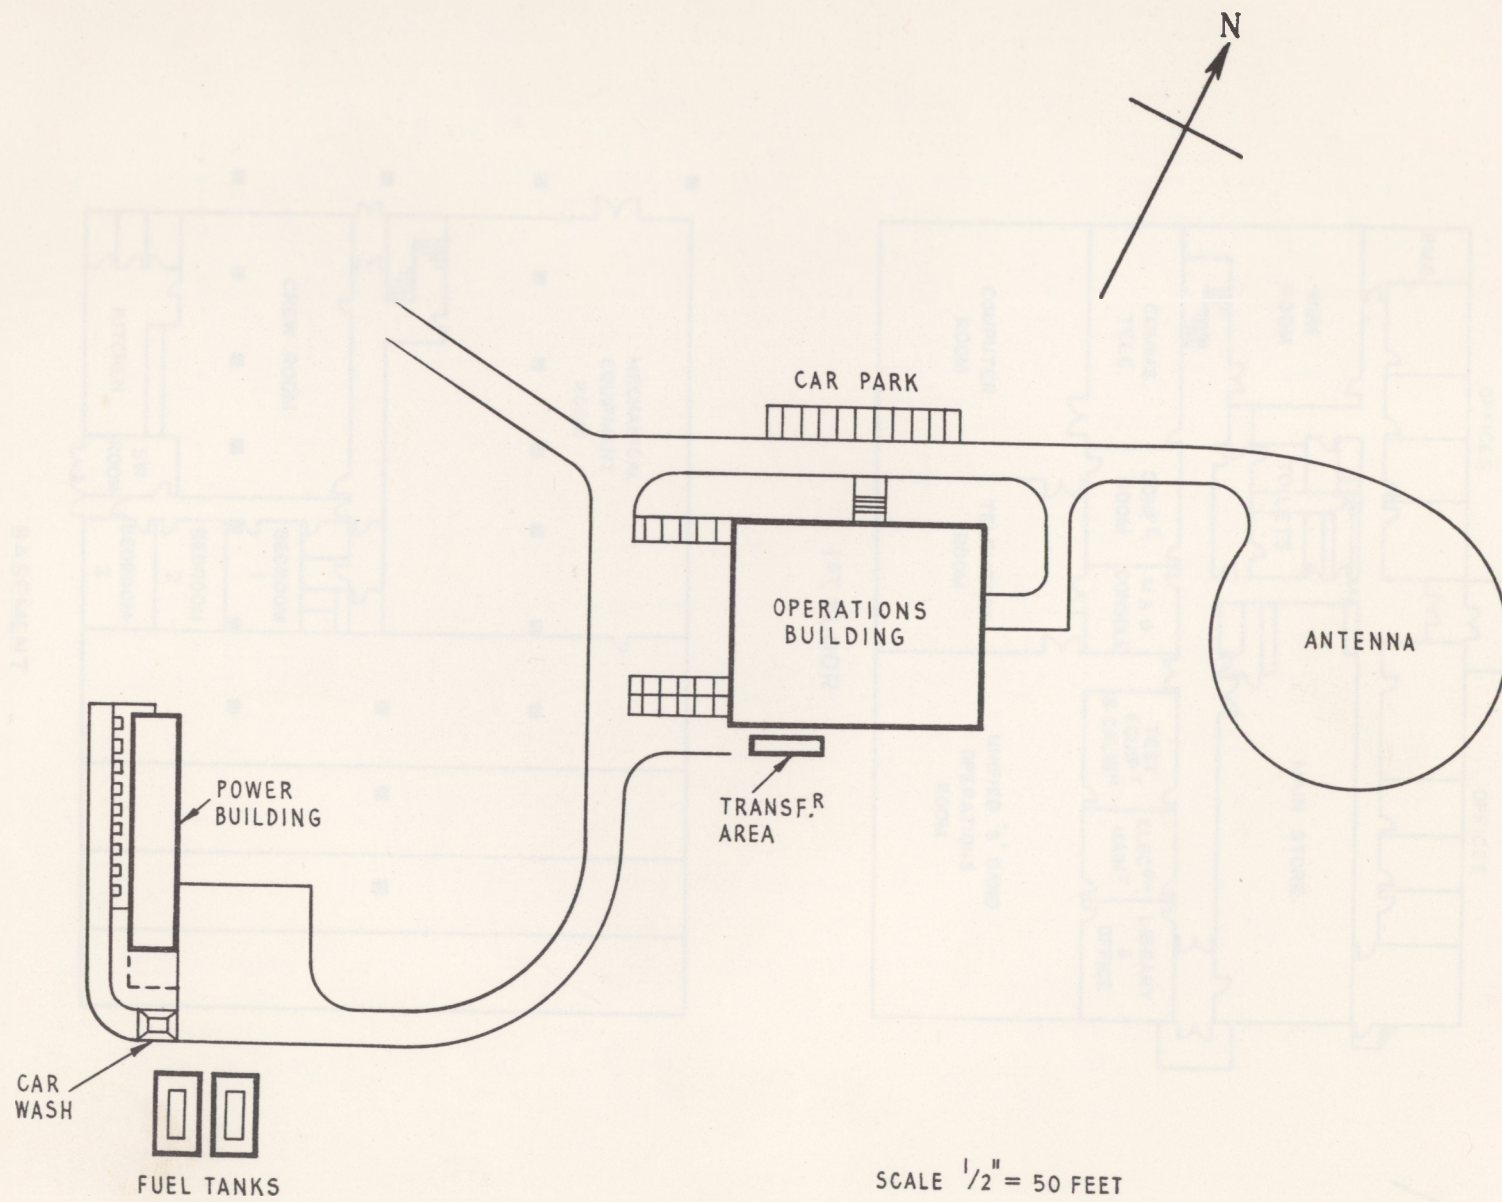 N
CAR PARK
OPERATIONS
BUILDING
ANTENNA
POWER
BUILDING
TRANSF.R
AREA
CAR
WASH
FUEL TANKS
SCALE 1/2" = 50 FEET